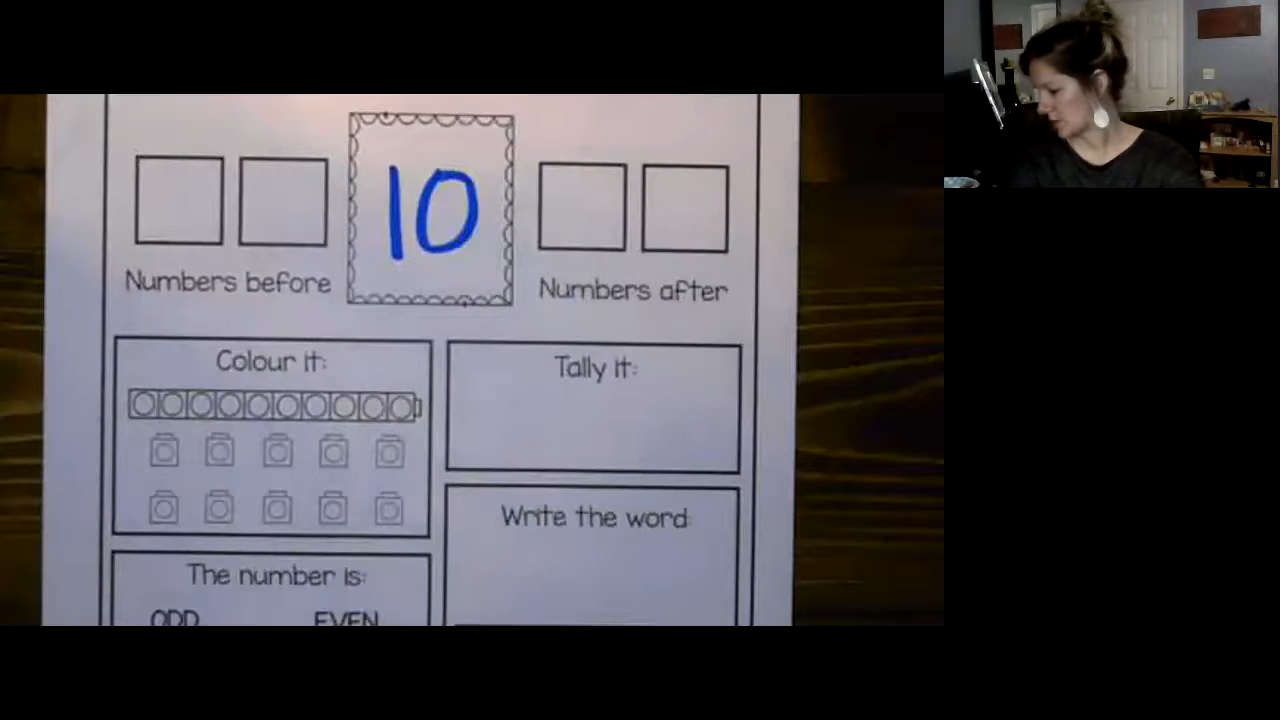 10
Numbers before
Numbers after
Colour it:
Tally it:
Write the word:
The number is:
ODD EVEN